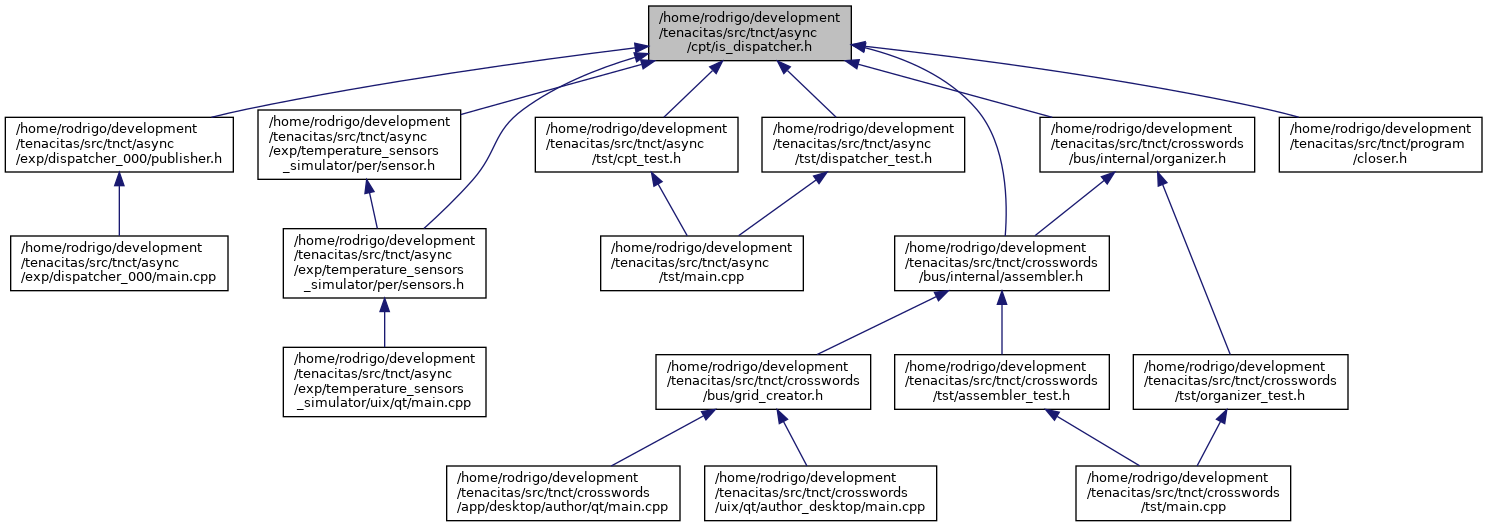 /home/rodrigo/development
/tenacitas/src/tnct/async
/cpt/is_dispatcher.h
/home/rodrigo/development
/tenacitas/src/tnct/async
/exp/dispatcher_000/publisher.h
/home/rodrigo/development
/tenacitas/src/tnct/async
/exp/temperature_sensors
_simulator/per/sensor.h
/home/rodrigo/development
/tenacitas/src/tnct/async
/tst/cpt_test.h
/home/rodrigo/development
/tenacitas/src/tnct/async
/tst/dispatcher_test.h
/home/rodrigo/development
/tenacitas/src/tnct/crosswords
/bus/internal/organizer.h
/home/rodrigo/development
/tenacitas/src/tnct/program
/closer.h
/home/rodrigo/development
/tenacitas/src/tnct/async
/exp/dispatcher_000/main.cpp
/home/rodrigo/development
/tenacitas/src/tnct/async
/exp/temperature_sensors
_simulator/per/sensors.h
/home/rodrigo/development
/tenacitas/src/tnct/async
/tst/main.cpp
/home/rodrigo/development
/tenacitas/src/tnct/crosswords
/bus/internal/assembler.h
/home/rodrigo/development
/tenacitas/src/tnct/async
/exp/temperature_sensors
_simulator/uix/qt/main.cpp
/home/rodrigo/development
/tenacitas/src/tnct/crosswords
/bus/grid_creator.h
/home/rodrigo/development
/tenacitas/src/tnct/crosswords
/tst/assembler_test.h
/home/rodrigo/development
/tenacitas/src/tnct/crosswords
/tst/organizer_test.h
/home/rodrigo/development
/tenacitas/src/tnct/crosswords
/app/desktop/author/qt/main.cpp
/home/rodrigo/development
/tenacitas/src/tnct/crosswords
/uix/qt/author_desktop/main.cpp
/home/rodrigo/development
/tenacitas/src/tnct/crosswords
/tst/main.cpp